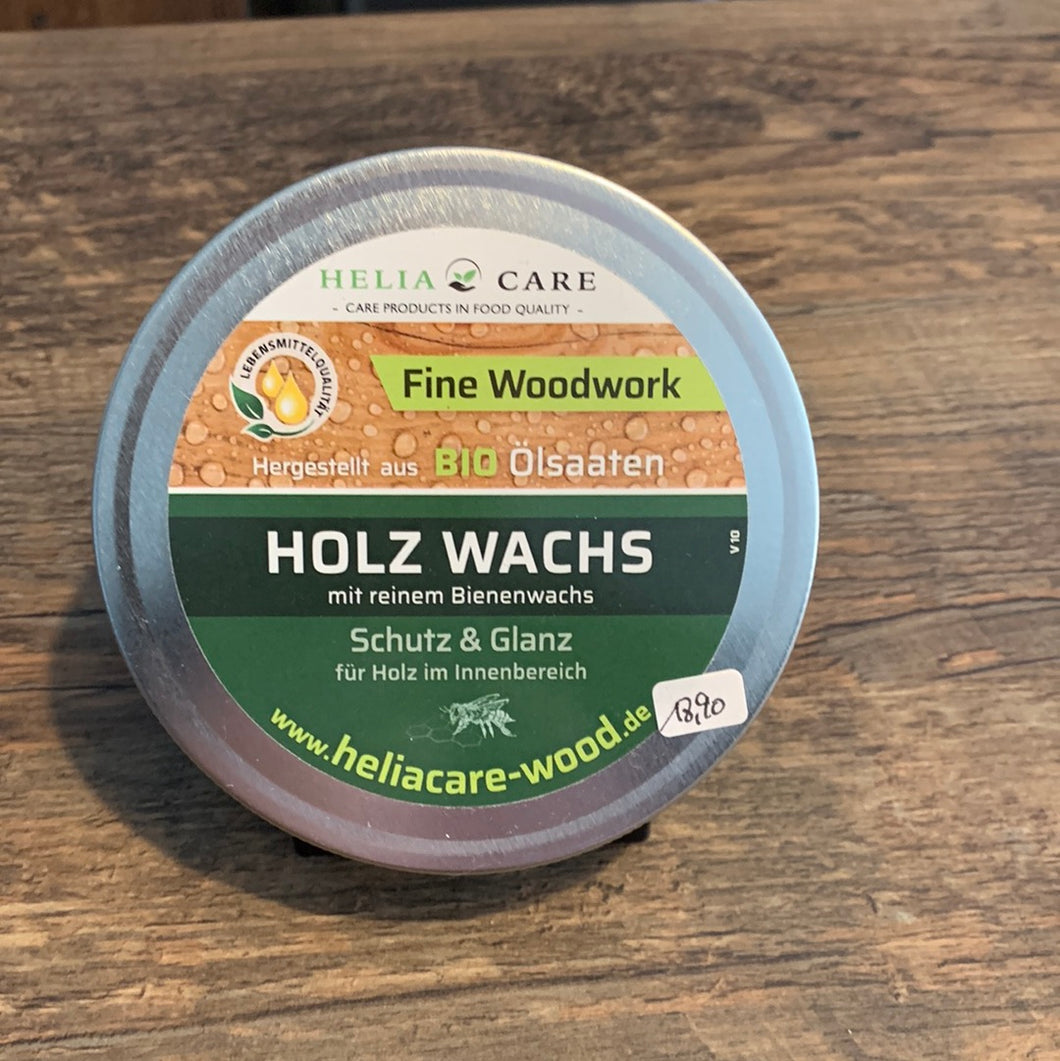 HELIA CARE
- CARE PRODUCTS IN FOOD QUALITY -
LEBENSMITTELQUALITÄT
Fine Woodwork
Hergestellt aus BIO Ölsaaten
HOLZ WACHS
V10
mit reinem Bienenwachs
Schutz & Glanz
für Holz im Innenbereich
www.heliacare-wood.de
13,90